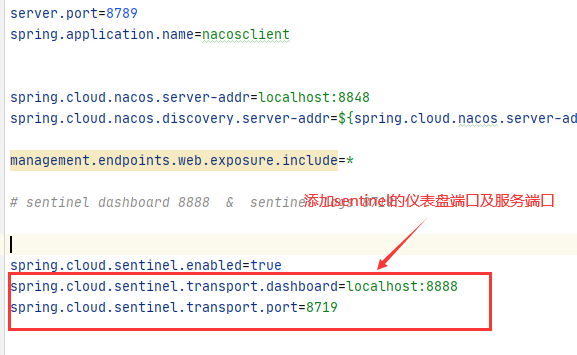 server.port=8789
spring.application.name=nacosclient
spring.cloud.nacos.server-addr=localhost:8848
spring.cloud.nacos.discovery.server-addr=${spring.cloud.nacos.server-ad
management.endpoints.web.exposure.include=*
# sentinel dashboard 8888 & sentinel
添加sentinel的仪表盘端口及服务端口
spring.cloud.sentinel.enabled=true
spring.cloud.sentinel.transport.dashboard=localhost:8888
spring.cloud.sentinel.transport.port=8719